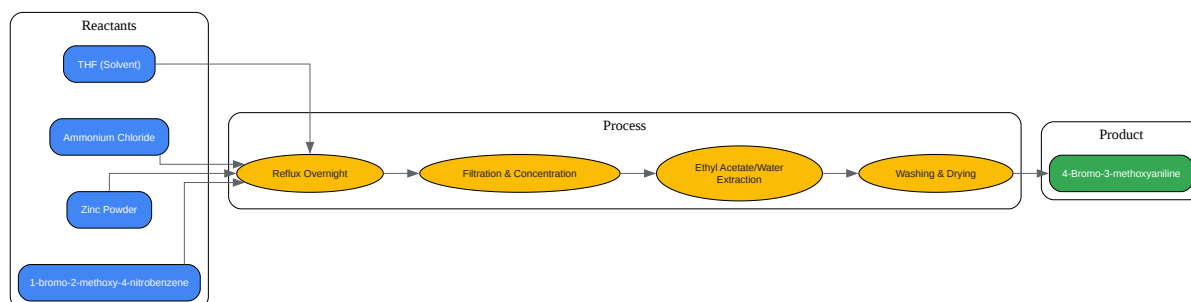 Reactants
THF (Solvent)
Ammonium Chloride
Zinc Powder
1-bromo-2-methoxy-4-nitrobenzene
Process
Reflux Overnight
Filtration & Concentration
Ethyl Acetate/Water
Extraction
Washing & Drying
Product
4-Bromo-3-methoxyaniline